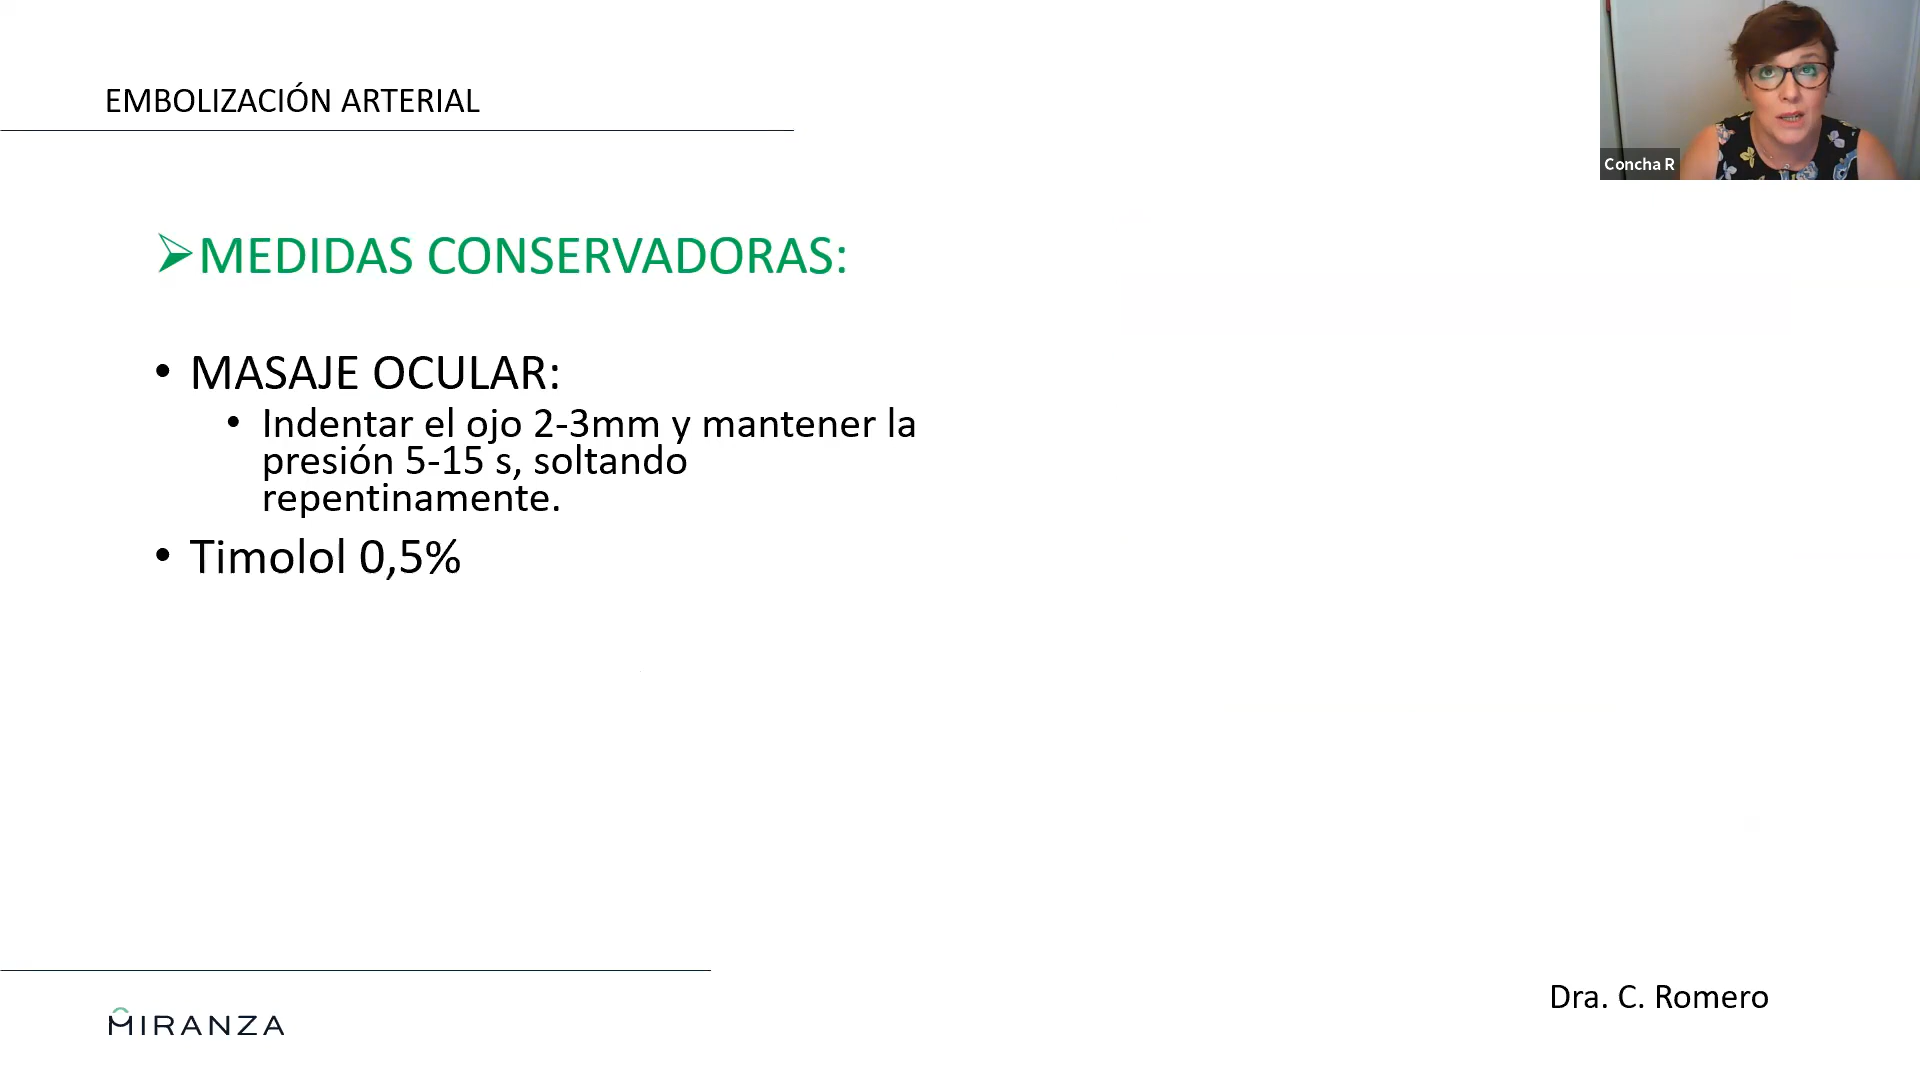 EMBOLIZACIÓN ARTERIAL
Concha R
MEDIDAS CONSERVADORAS:
• MASAJE OCULAR:
• Indentar el ojo 2-3mm y mantener la
presión 5-15 s, soltando
repentinamente.
• Timolol 0,5%
Dra. C. Romero
MIRANZA